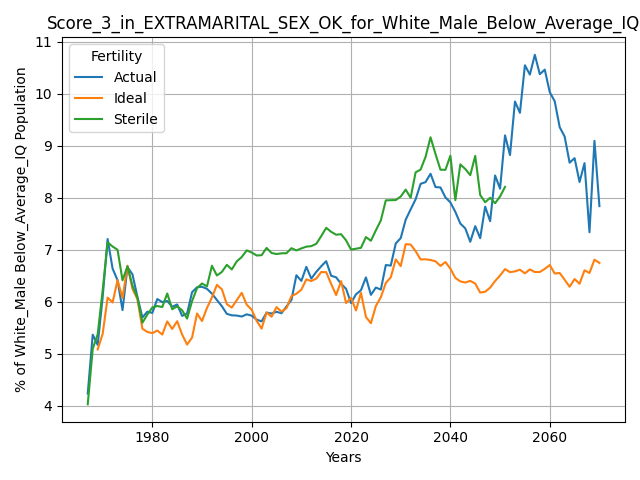 Score_3_in_EXTRAMARITAL_SEX_OK_for_White_Male_Below_Average_IQ
% of White_Male Below_Average_IQ Population
11
10
9
8
7
6
5
4
Fertility
Actual
Ideal
Sterile
1980
2000
2020
2040
2060
Years